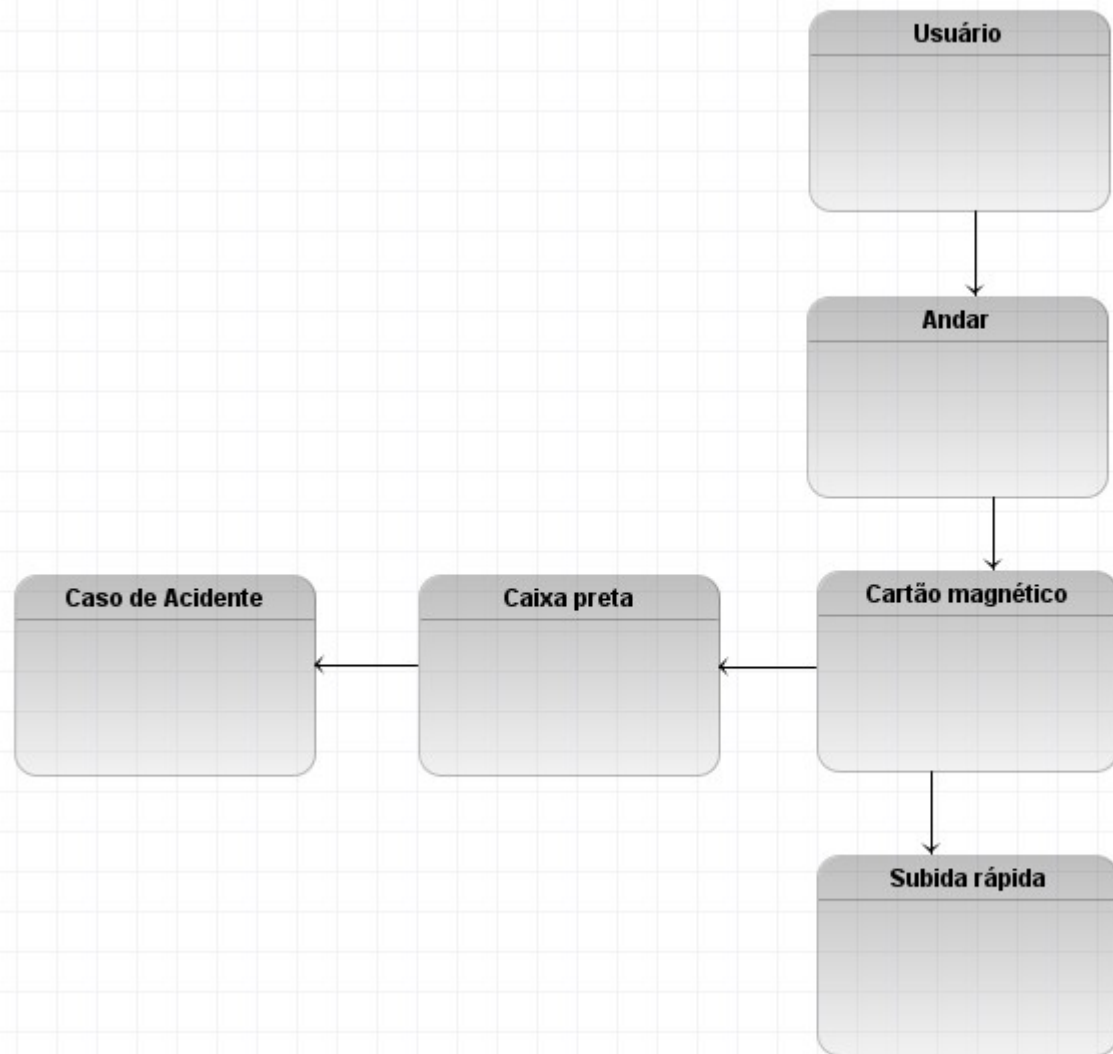 Usuário
Andar
Caso de Acidente
Caixa preta
Cartão magnético
Subida rápida